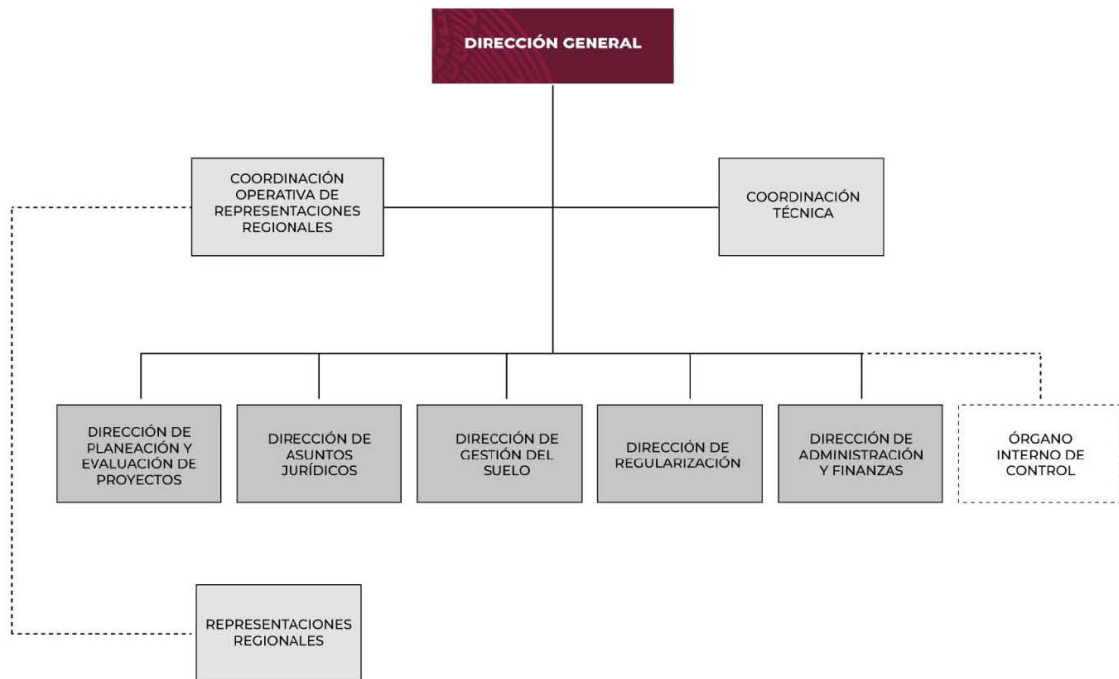 DIRECCIÓN GENERAL
COORDINACIÓN
OPERATIVA DE
REPRESENTACIONES
REGIONALES
COORDINACIÓN
TÉCNICA
DIRECCIÓN DE
PLANEACIÓN Y
EVALUACIÓN DE
PROYECTOS
DIRECCIÓN DE
ASUNTOS
JURÍDICOS
DIRECCIÓN DE
GESTIÓN DEL
SUELO
DIRECCIÓN DE
REGULARIZACIÓN
DIRECCIÓN DE
ADMINISTRACIÓN
Y FINANZAS
ÓRGANO
INTERNO DE
CONTROL
REPRESENTACIONES
REGIONALES